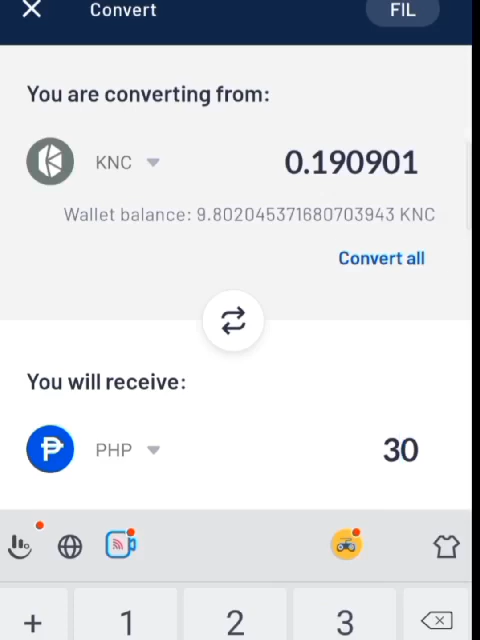 Convert
FIL
You are converting from:
KNC
0.190901
Wallet balance: 9.802045371680703943 KNC
Convert all
You will receive:
PHP
30
+ 1 2 3